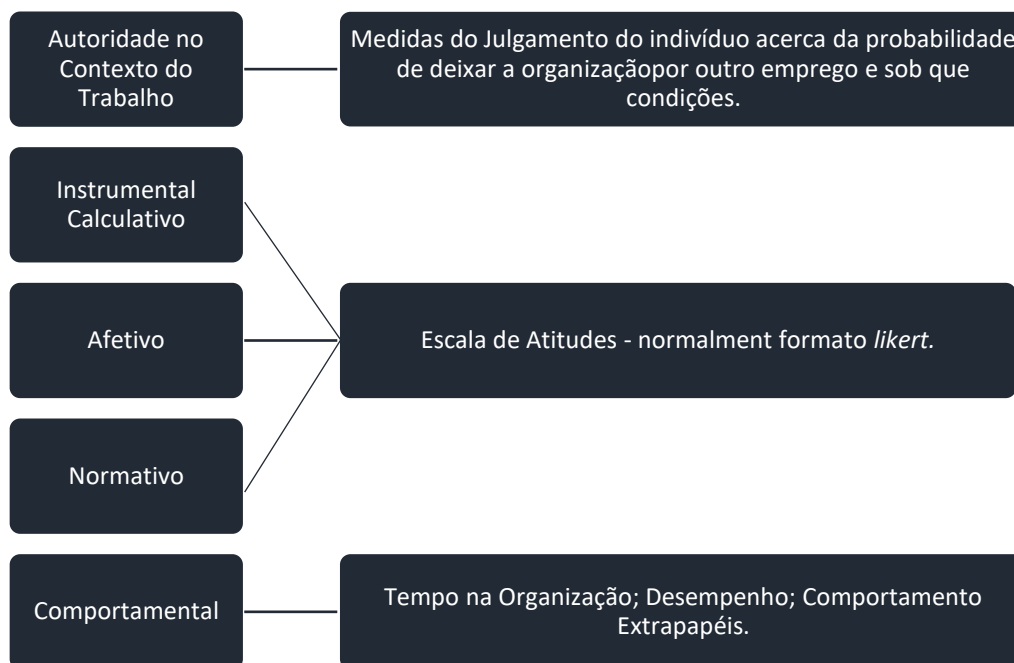 Autoridade no
Contexto do
Trabalho
Medidas do Julgamento do indivíduo acerca da probabilidade
de deixar a organizaçãopor outro emprego e sob que
condições.
Instrumental
Calculativo
Afetivo
Escala de Atitudes - normalment formato likert.
Normativo
Comportamental
Tempo na Organização; Desempenho; Comportamento
Extrapapéis.